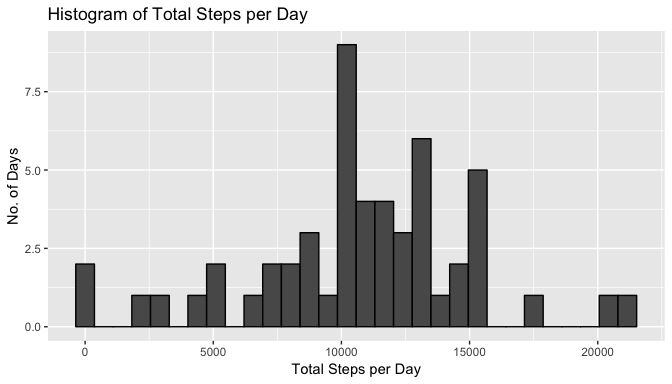 Histogram of Total Steps per Day
7.5
5.0
2.5
0.0
No. of Days
0 5000 10000 15000 20000
Total Steps per Day